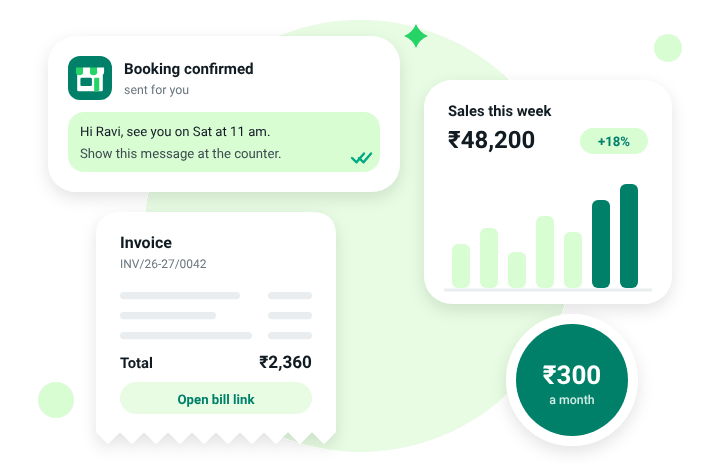 Booking confirmed
sent for you
Hi Ravi, see you on Sat at 11 am.
Show this message at the counter.
Sales this week
₹48,200
+18%
Invoice
INV/26-27/0042
Total ₹2,360
Open bill link
₹300
a month